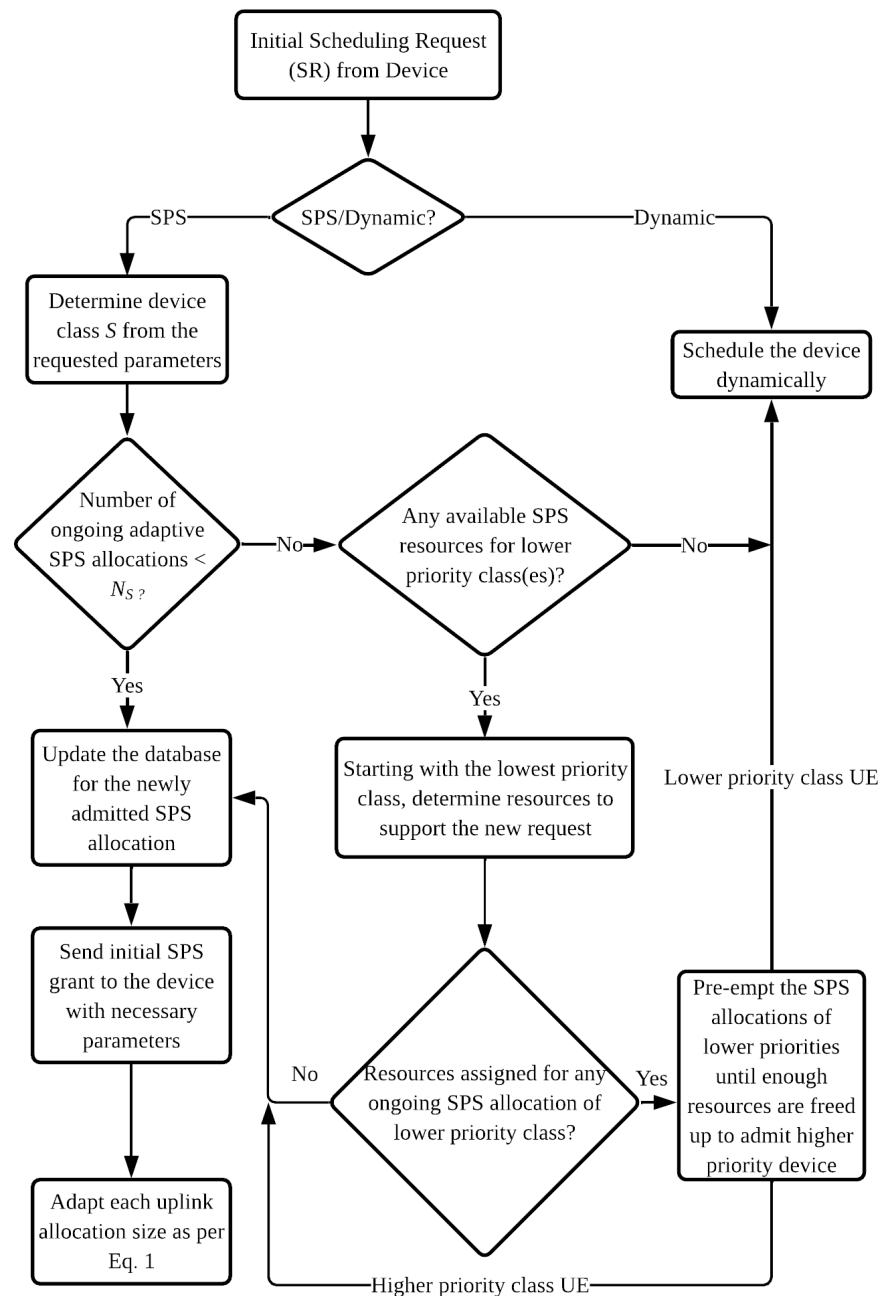 Initial Scheduling Request
(SR) from Device
SPS/Dynamic?
SPS
Dynamic
Determine device
class S from the
requested parameters
Schedule the device
dynamically
Number of
ongoing adaptive
SPS allocations <
N_S ?
No
Any available SPS
resources for lower
priority class(es)?
No
Yes
Yes
Update the database
for the newly
admitted SPS
allocation
Starting with the lowest priority
class, determine resources to
support the new request
Lower priority class UE
Send initial SPS
grant to the device
with necessary
parameters
No
Resources assigned for any
ongoing SPS allocation of
lower priority class?
Yes
Pre-empt the SPS
allocations of
lower priorities
until enough
resources are freed
up to admit higher
priority device
Adapt each uplink
allocation size as per
Eq. 1
Higher priority class UE